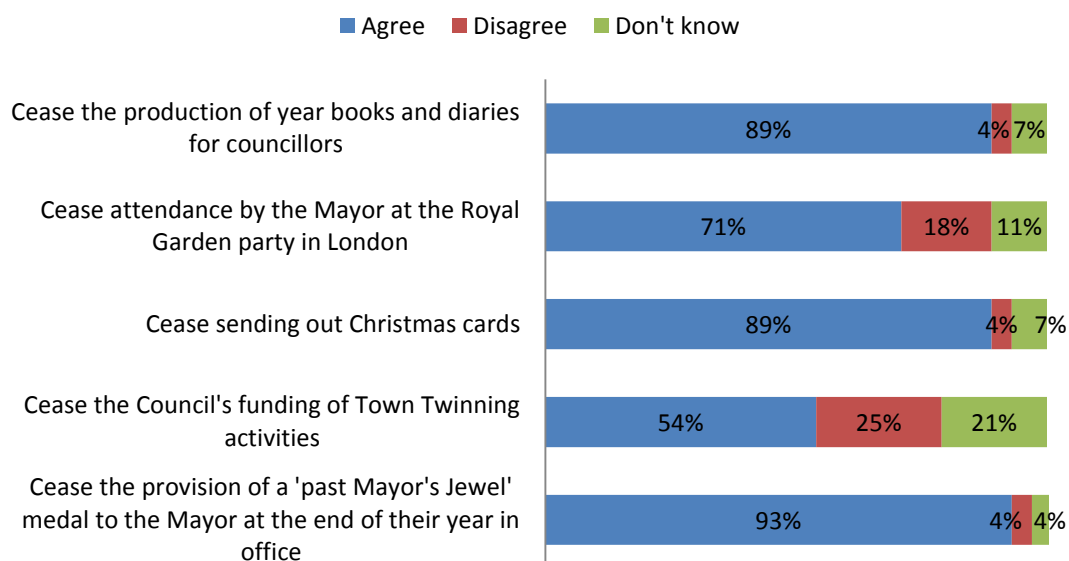 Agree Disagree Don't know
Cease the production of year books and diaries
for councillors
89% 4% 7%
Cease attendance by the Mayor at the Royal
Garden party in London
71% 18% 11%
Cease sending out Christmas cards
89% 4% 7%
Cease the Council's funding of Town Twinning
activities
54% 25% 21%
Cease the provision of a 'past Mayor's Jewel'
medal to the Mayor at the end of their year in
office
93% 4% 4%